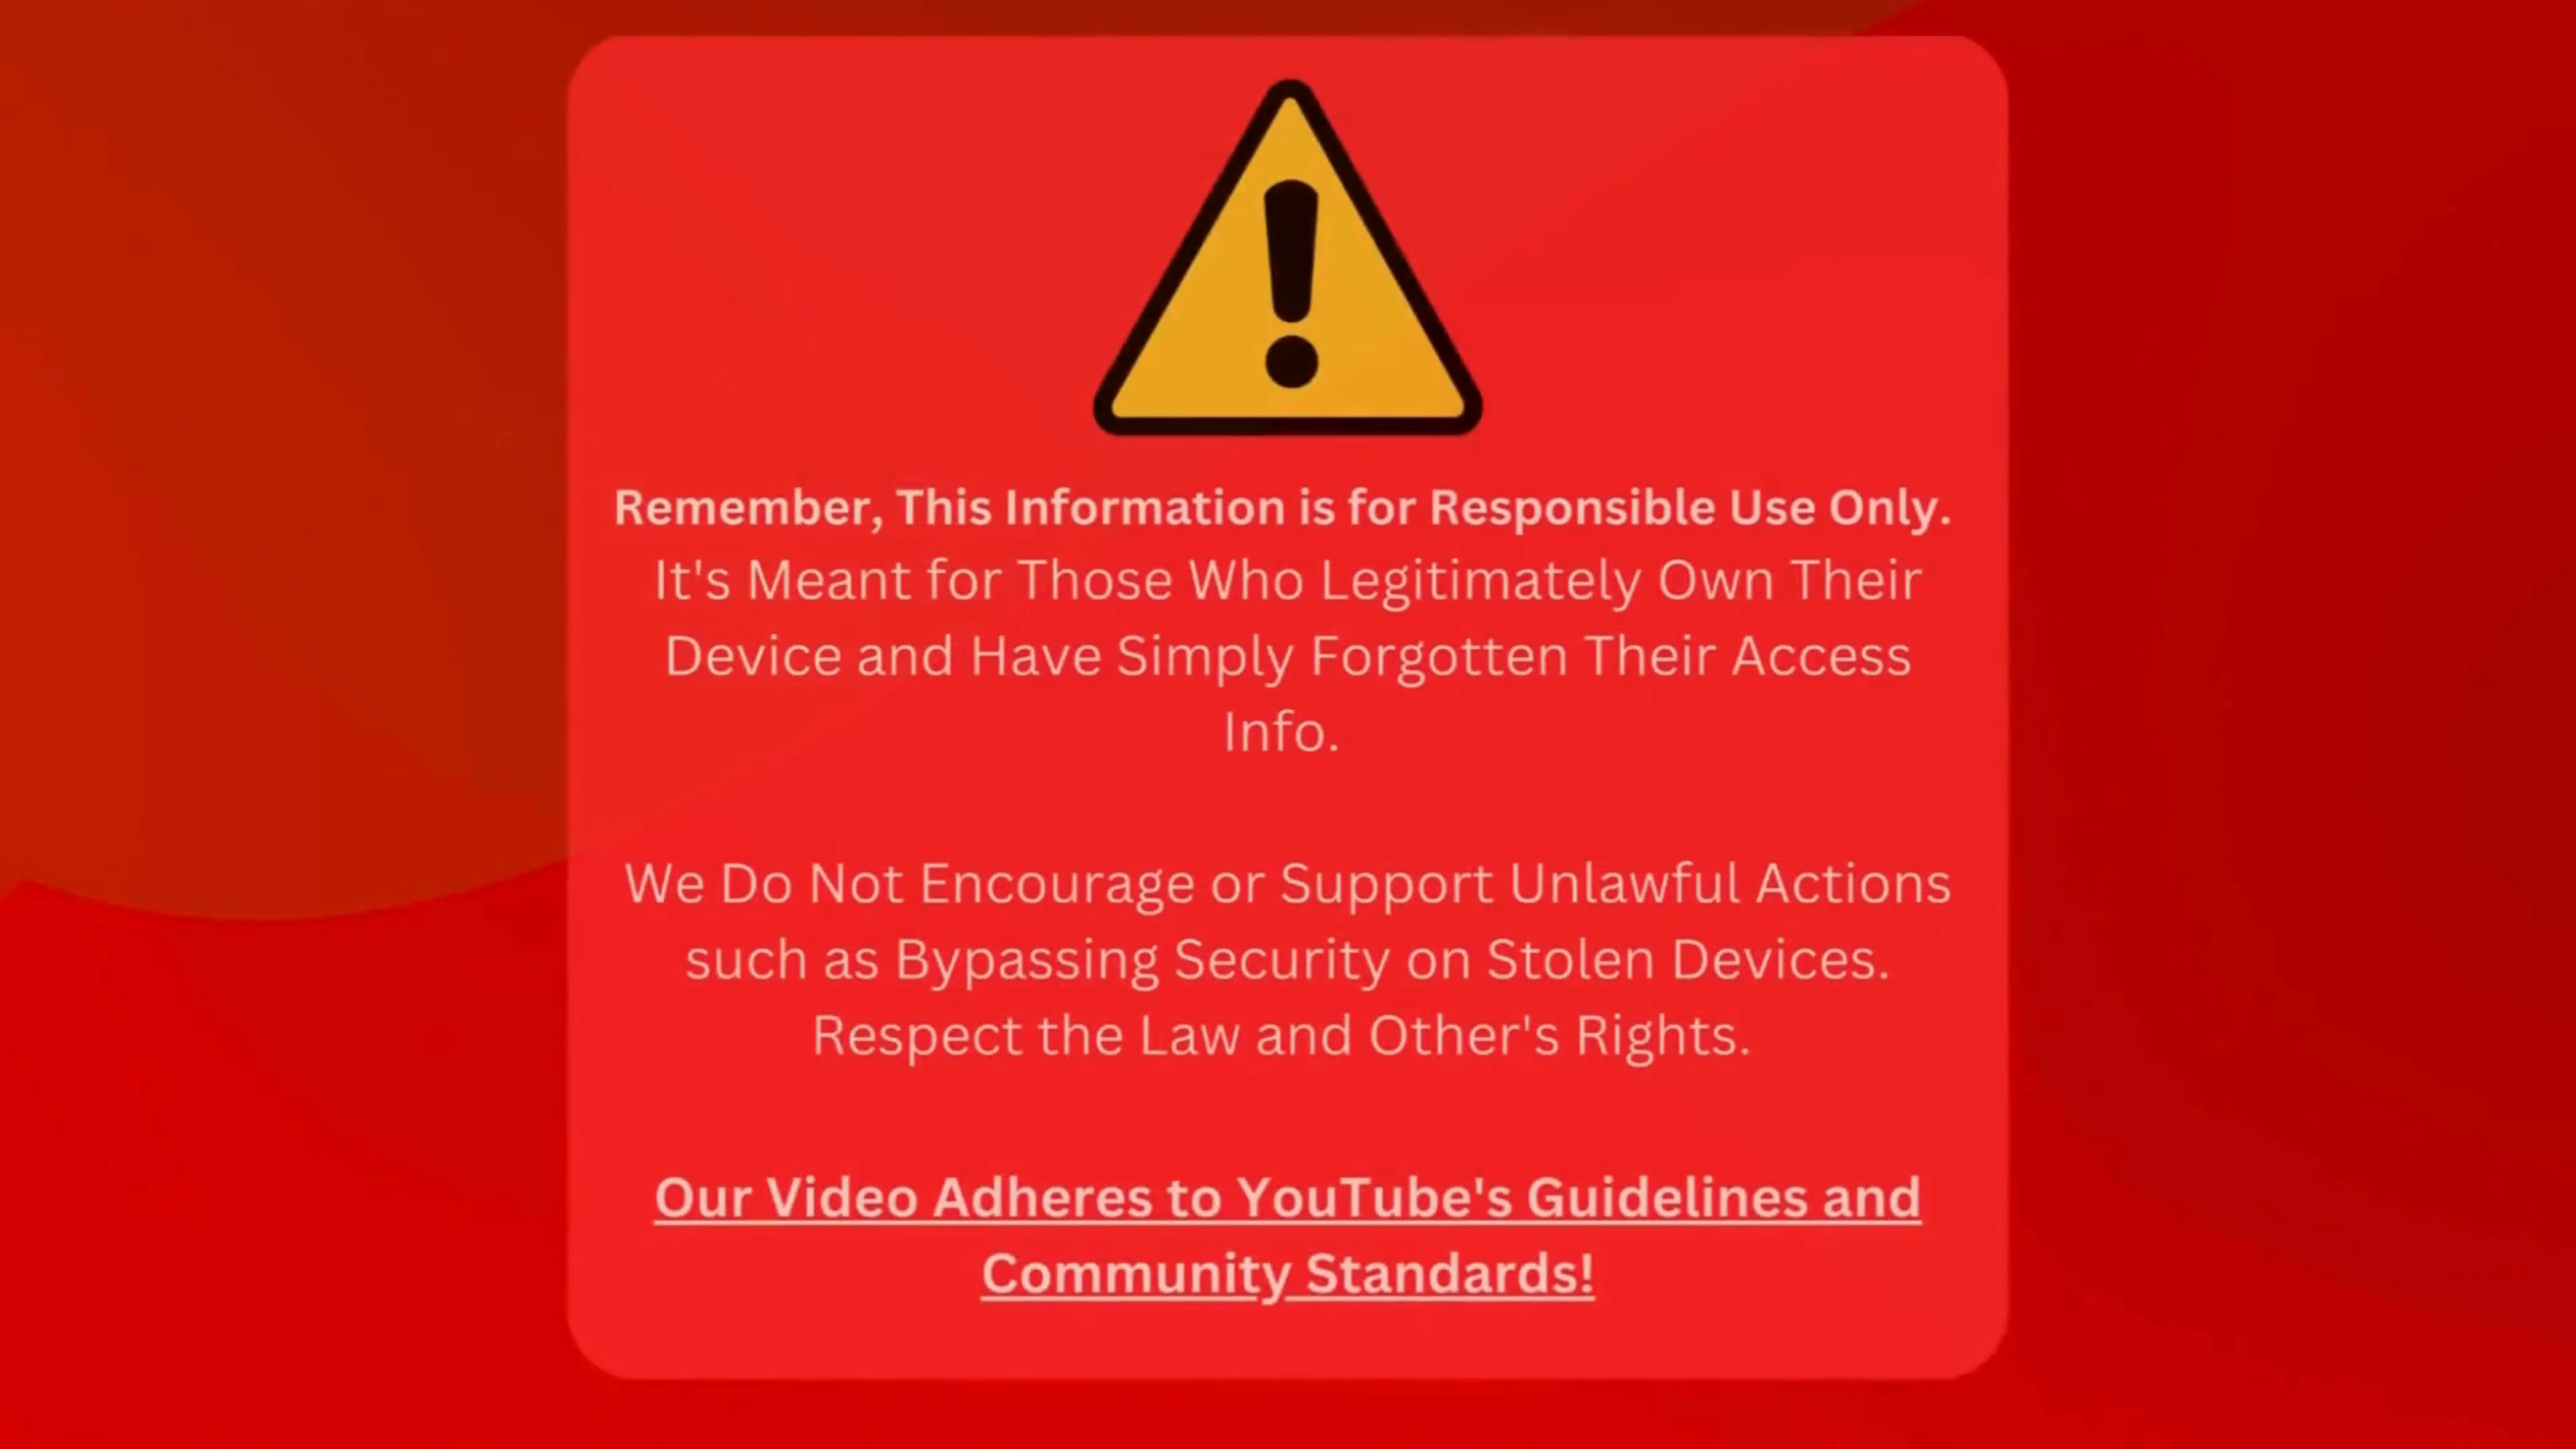 Remember, This Information is for Responsible Use Only.
It's Meant for Those Who Legitimately Own Their
Device and Have Simply Forgotten Their Access
Info.
We Do Not Encourage or Support Unlawful Actions
such as Bypassing Security on Stolen Devices.
Respect the Law and Other's Rights.
Our Video Adheres to YouTube's Guidelines and
Community Standards!